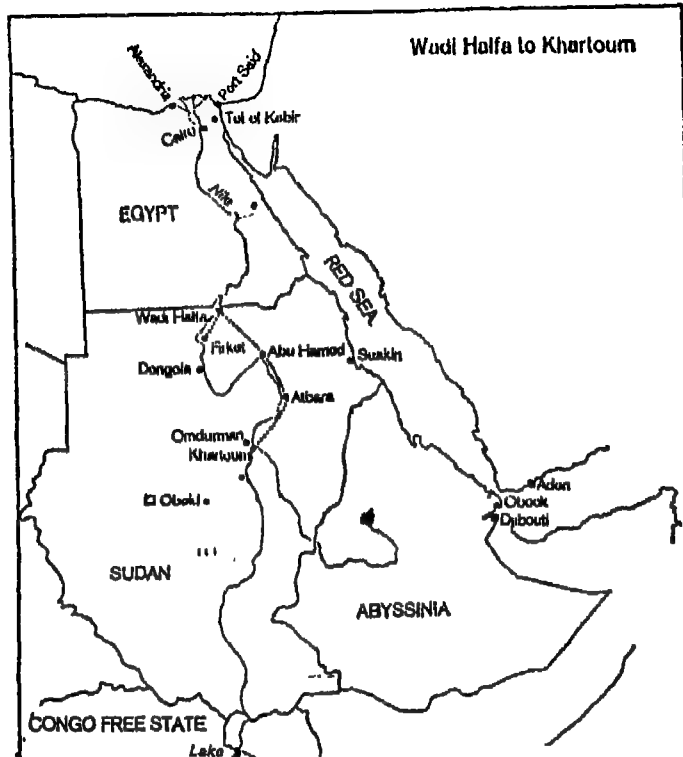 Wadi Halfa to Khartoum
Alexandria
Port Said
Cairo
Tel el Kebir
Nile
EGYPT
RED SEA
Wadi Halfa
Firket
Abu Hamed
Suakin
Dongola
Atbara
Omdurman
Khartoum
El Obeid
Aden
Obock
Djibouti
SUDAN
ABYSSINIA
CONGO FREE STATE
Lake